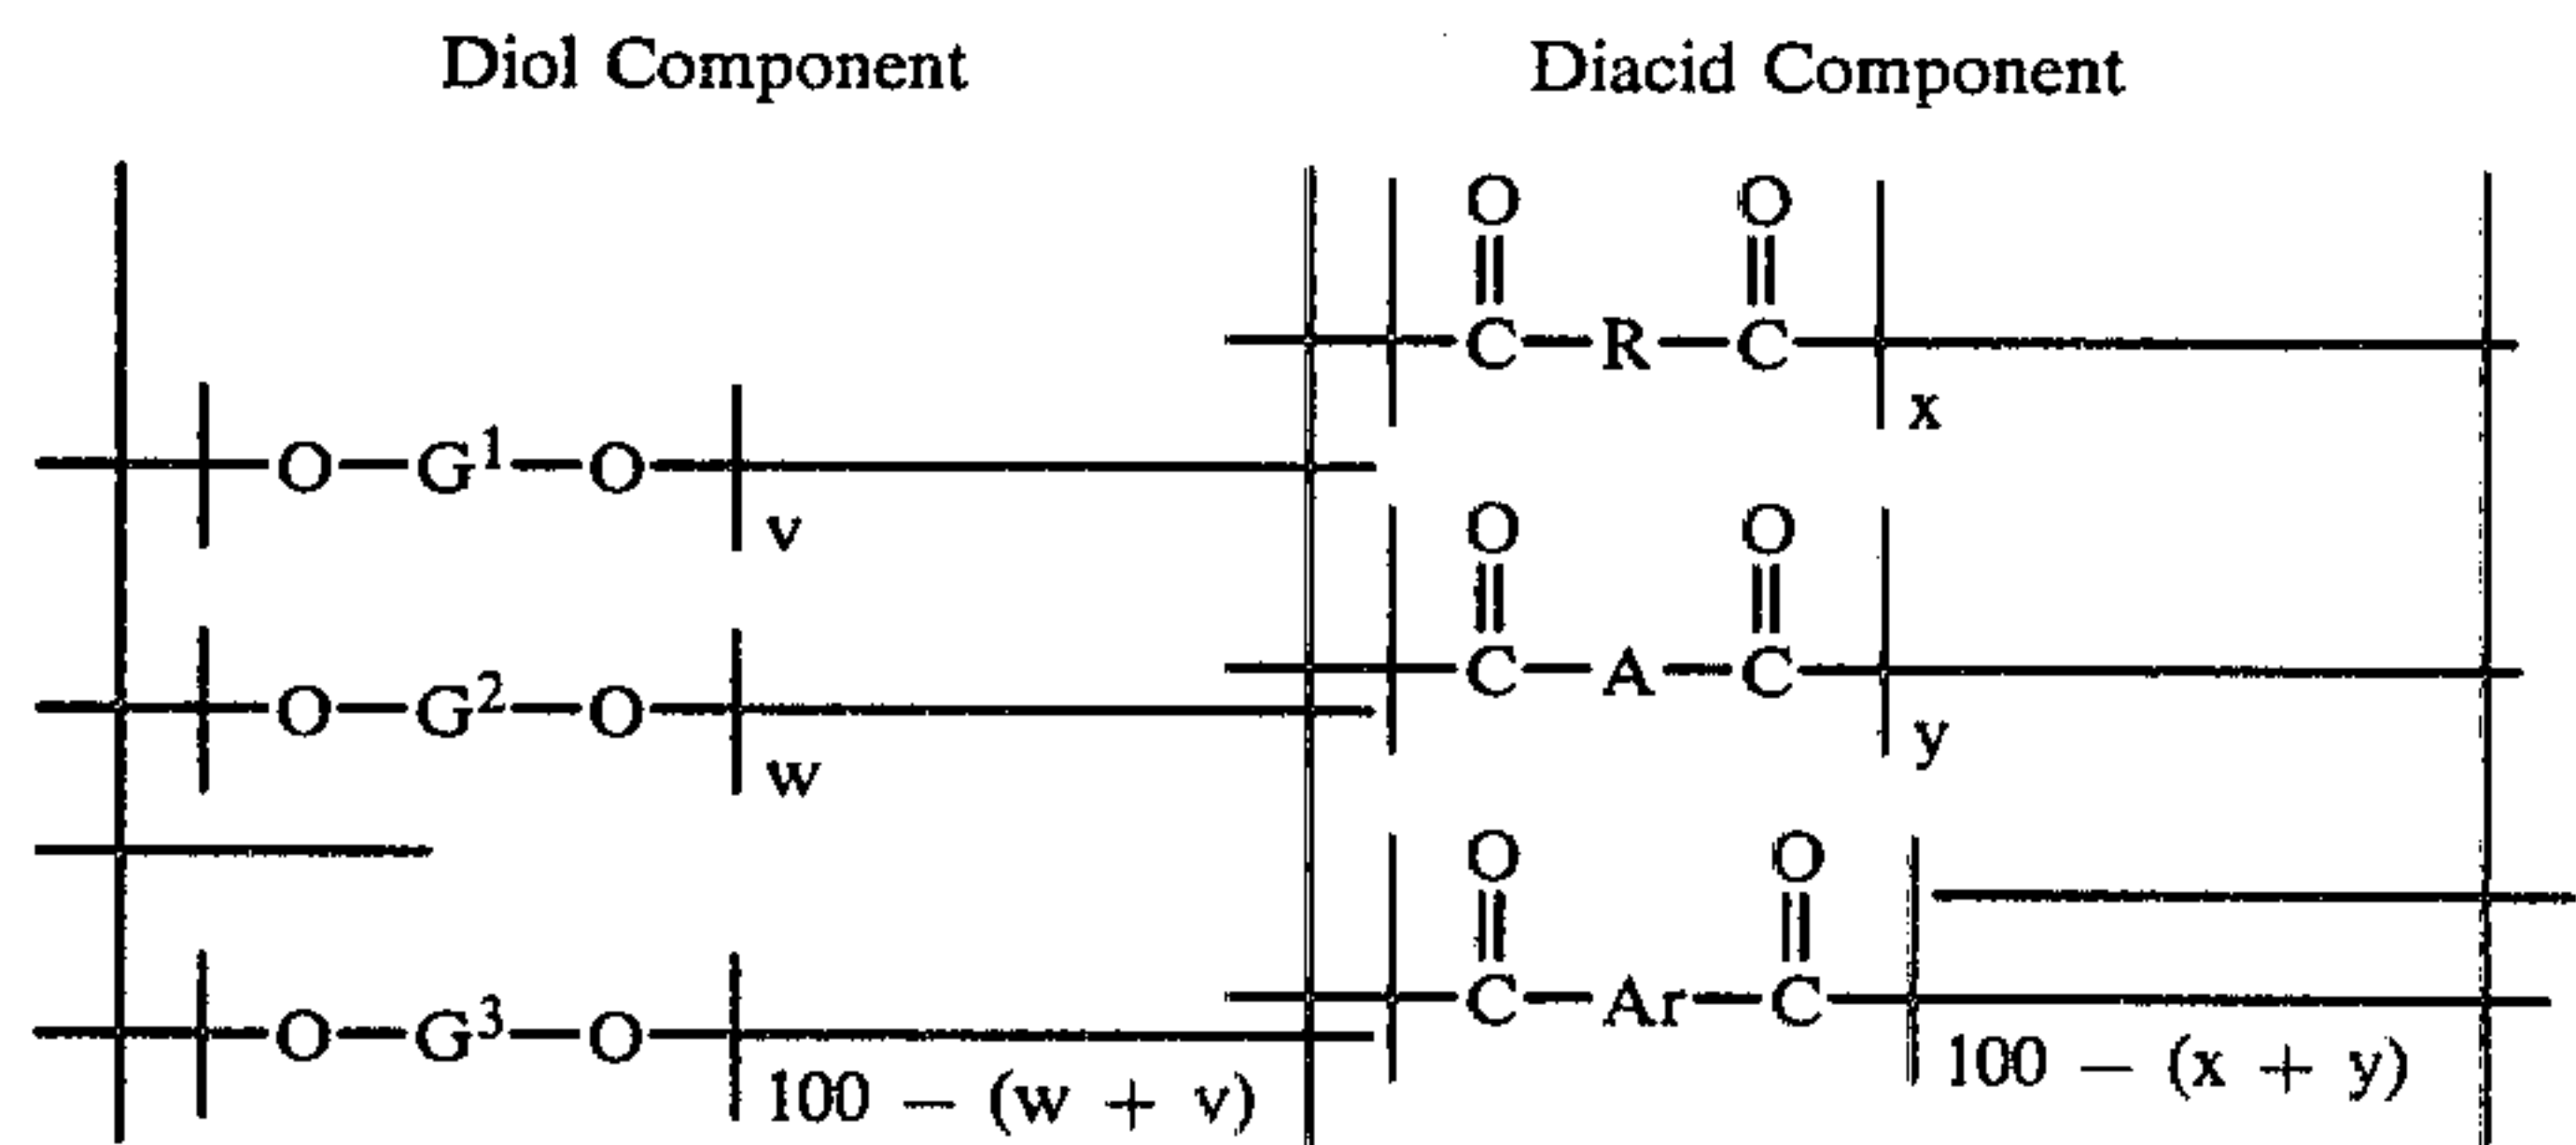 Diol Component Diacid Component
O O
C—R—C
x
O—G¹—O
v
O O
C—A—C
y
O—G²—O
w
O O
C—Ar—C
100 − (x + y)
O—G³—O
100 − (w + v)